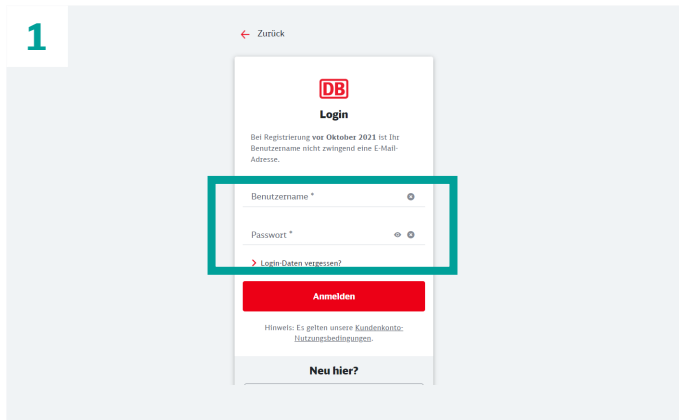 1
Zurück
DB
Login
Bei Registrierung vor Oktober 2021 ist Ihr
Benutzername nicht zwingend eine E-Mail-
Adresse.
Benutzername *
Passwort *
Login-Daten vergessen?
Anmelden
Hinweis: Es gelten unsere Kundenkonto-
Nutzungsbedingungen.
Neu hier?